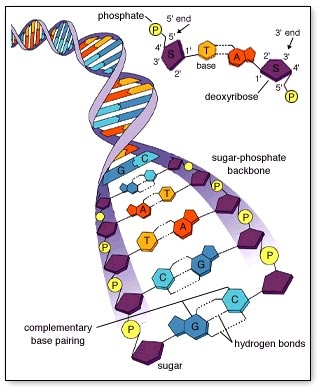 phosphate
5' end
3' end
P
5'
4'
S
1'
3'
2'
T
base
A
3'
2'
S
4'
1'
5'
P
deoxyribose
C
G
sugar-phosphate
backbone
P
T
A
P
A
P
T
P
G
C
P
P
C
G
P
complementary
base pairing
hydrogen bonds
sugar